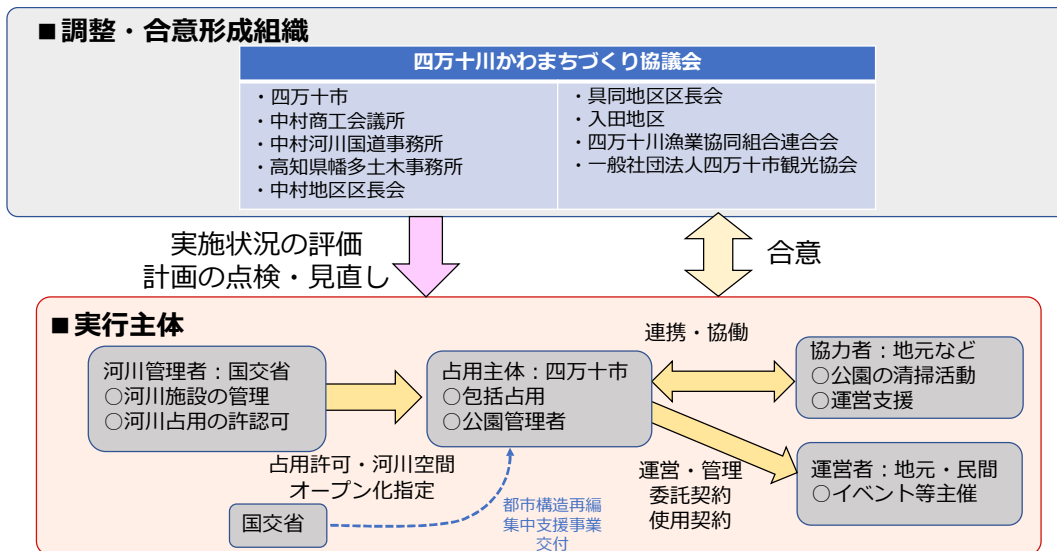 ■調整・合意形成組織
四万十川かわまちづくり協議会
・四万十市
・中村商工会議所
・中村河川国道事務所
・高知県幡多土木事務所
・中村地区区長会
・具同地区区長会
・入田地区
・四万十川漁業協同組合連合会
・一般社団法人四万十市観光協会
実施状況の評価
計画の点検・見直し
合意
■実行主体
河川管理者：国交省
○河川施設の管理
○河川占用の許認可
占用許可・河川空間
オープン化指定
占用主体：四万十市
○包括占用
○公園管理者
連携・協働
協力者：地元など
○公園の清掃活動
○運営支援
運営・管理
委託契約
使用契約
運営者：地元・民間
○イベント等主催
国交省
都市構造再編
集中支援事業
交付